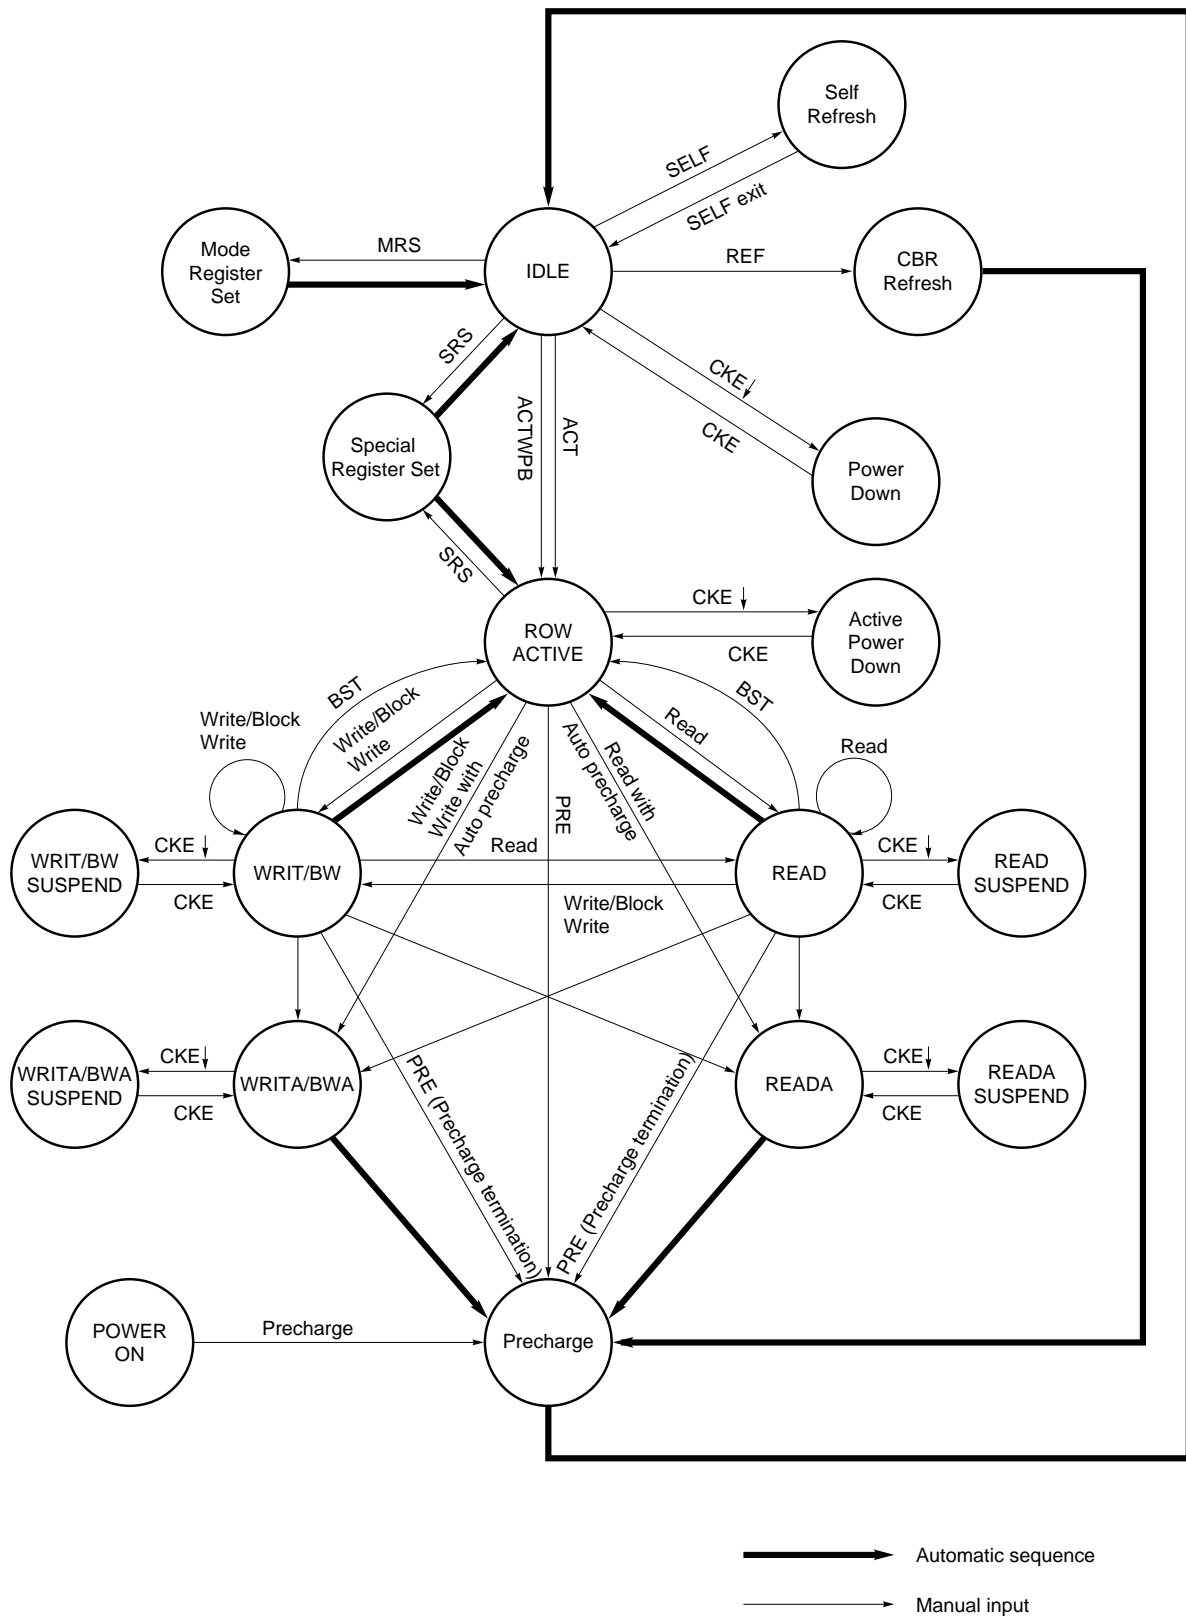 Self
Refresh
SELF
SELF exit
MRS
REF
Mode
Register
Set
IDLE
CBR
Refresh
SRS
CKE
CKE
ACTWPB
ACT
Special
Register Set
Power
Down
SRS
ROW
ACTIVE
CKE
CKE
Active
Power
Down
BST
Write/Block
Write
Write/Block
Write
Write/Block
Write with
Auto precharge
PRE
Read with
Auto precharge
Read
BST
Read
WRIT/BW
SUSPEND
CKE
CKE
WRIT/BW
Read
Write/Block
Write
READ
CKE
CKE
READ
SUSPEND
WRITA/BWA
SUSPEND
CKE
CKE
WRITA/BWA
PRE (Precharge termination)
PRE (Precharge termination)
READA
CKE
CKE
READA
SUSPEND
POWER
ON
Precharge
Precharge
Automatic sequence
Manual input